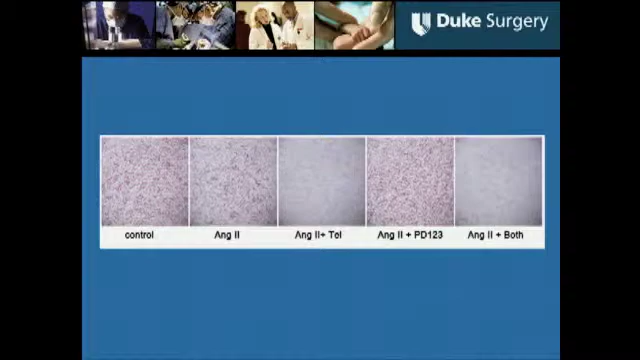 Duke Surgery
control
Ang II
Ang II+ Tel
Ang II + PD123
Ang II + Both